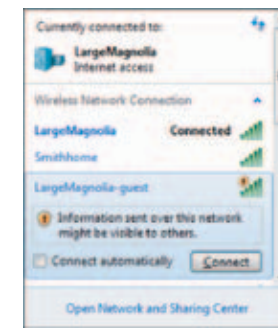 Currently connected to:
LargeMagnolia
Internet access
Wireless Network Connection
LargeMagnolia Connected
Smithhome
LargeMagnolia-guest
Information sent over this network
might be visible to others.
Connect automatically Connect
Open Network and Sharing Center